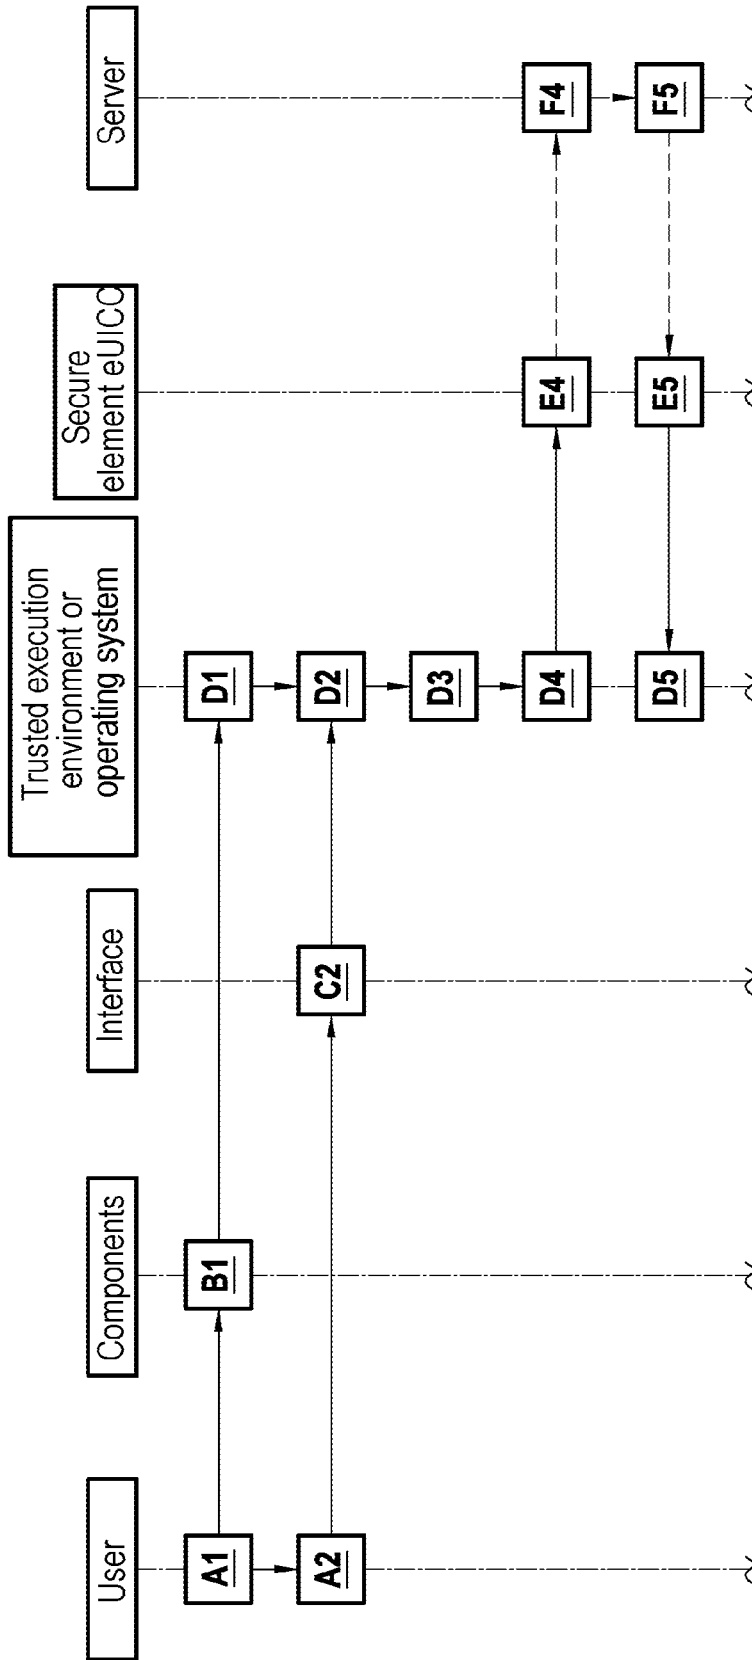 User
Components
Interface
Trusted execution
environment or
operating system
Secure
element eUICC
Server
A1
B1
D1
A2
C2
D2
D3
D4
E4
F4
D5
E5
F5